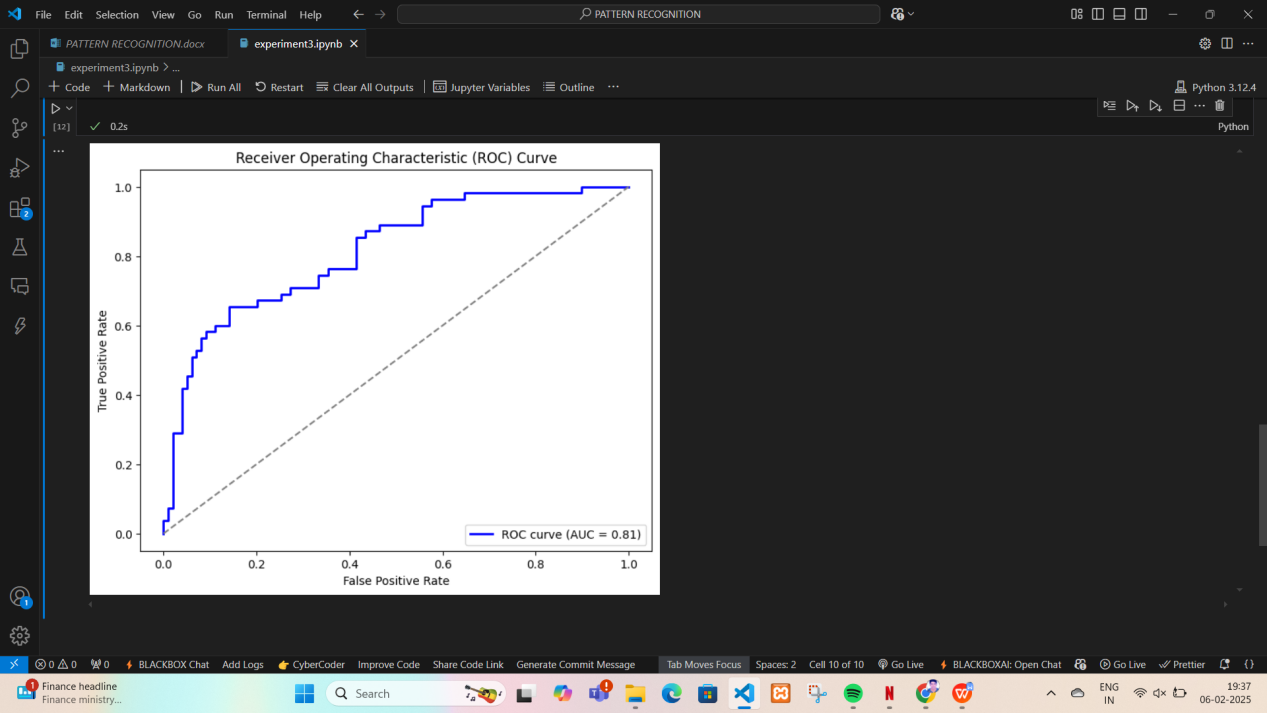 File Edit Selection View Go Run Terminal Help PATTERN RECOGNITION
PATTERN RECOGNITION.docx experiment3.ipynb
experiment3.ipynb > ...
+ Code + Markdown Run All Restart Clear All Outputs Jupyter Variables Outline ... Python 3.12.4
[12] 0.2s Python
Receiver Operating Characteristic (ROC) Curve
1.0
0.8
0.6
0.4
0.2
0.0
True Positive Rate
ROC curve (AUC = 0.81)
0.0 0.2 0.4 0.6 0.8 1.0
False Positive Rate
2
1
0 0 0 BLACKBOX Chat Add Logs CyberCoder Improve Code Share Code Link Generate Commit Message Tab Moves Focus Spaces: 2 Cell 10 of 10 Go Live BLACKBOXAI: Open Chat Go Live Prettier {}
1 Finance headline
Finance ministry...
Search
ENG
IN
19:37
06-02-2025